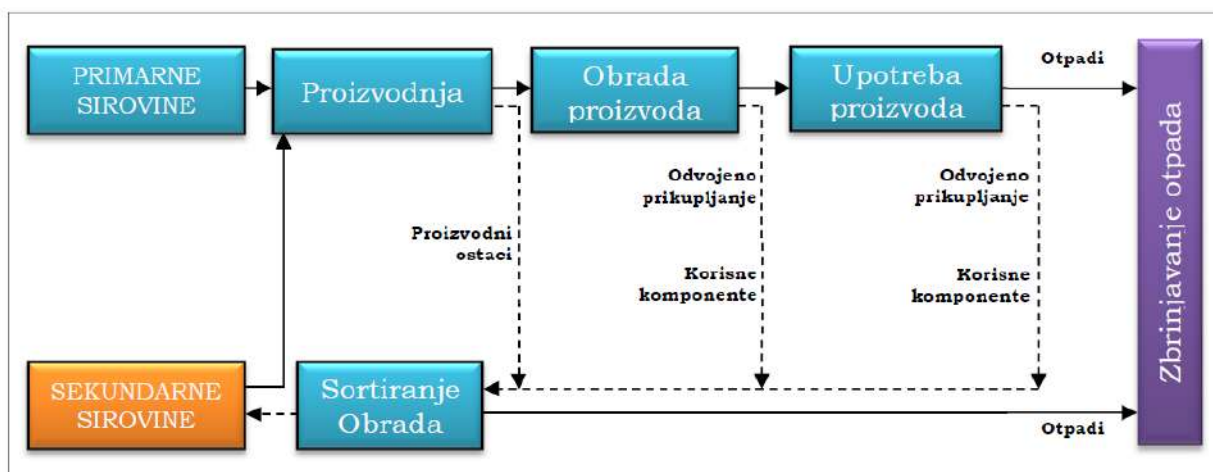 PRIMARNE
SIROVINE
Proizvodnja
Obrada
proizvoda
Upotreba
proizvoda
Otpadi
Zbrinjavanje otpada
Proizvodni
ostaci
Odvojeno
prikupljanje
Korisne
komponente
Odvojeno
prikupljanje
Korisne
komponente
SEKUNDARNE
SIROVINE
Sortiranje
Obrada
Otpadi